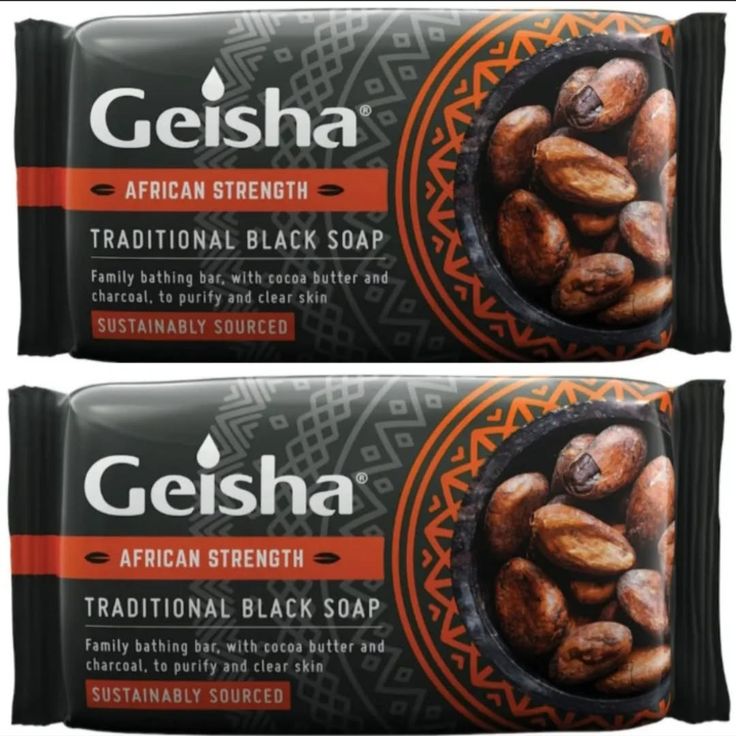 Geisha®
AFRICAN STRENGTH
TRADITIONAL BLACK SOAP
Family bathing bar, with cocoa butter and
charcoal, to purify and clear skin
SUSTAINABLY SOURCED
Geisha®
AFRICAN STRENGTH
TRADITIONAL BLACK SOAP
Family bathing bar, with cocoa butter and
charcoal, to purify and clear skin
SUSTAINABLY SOURCED